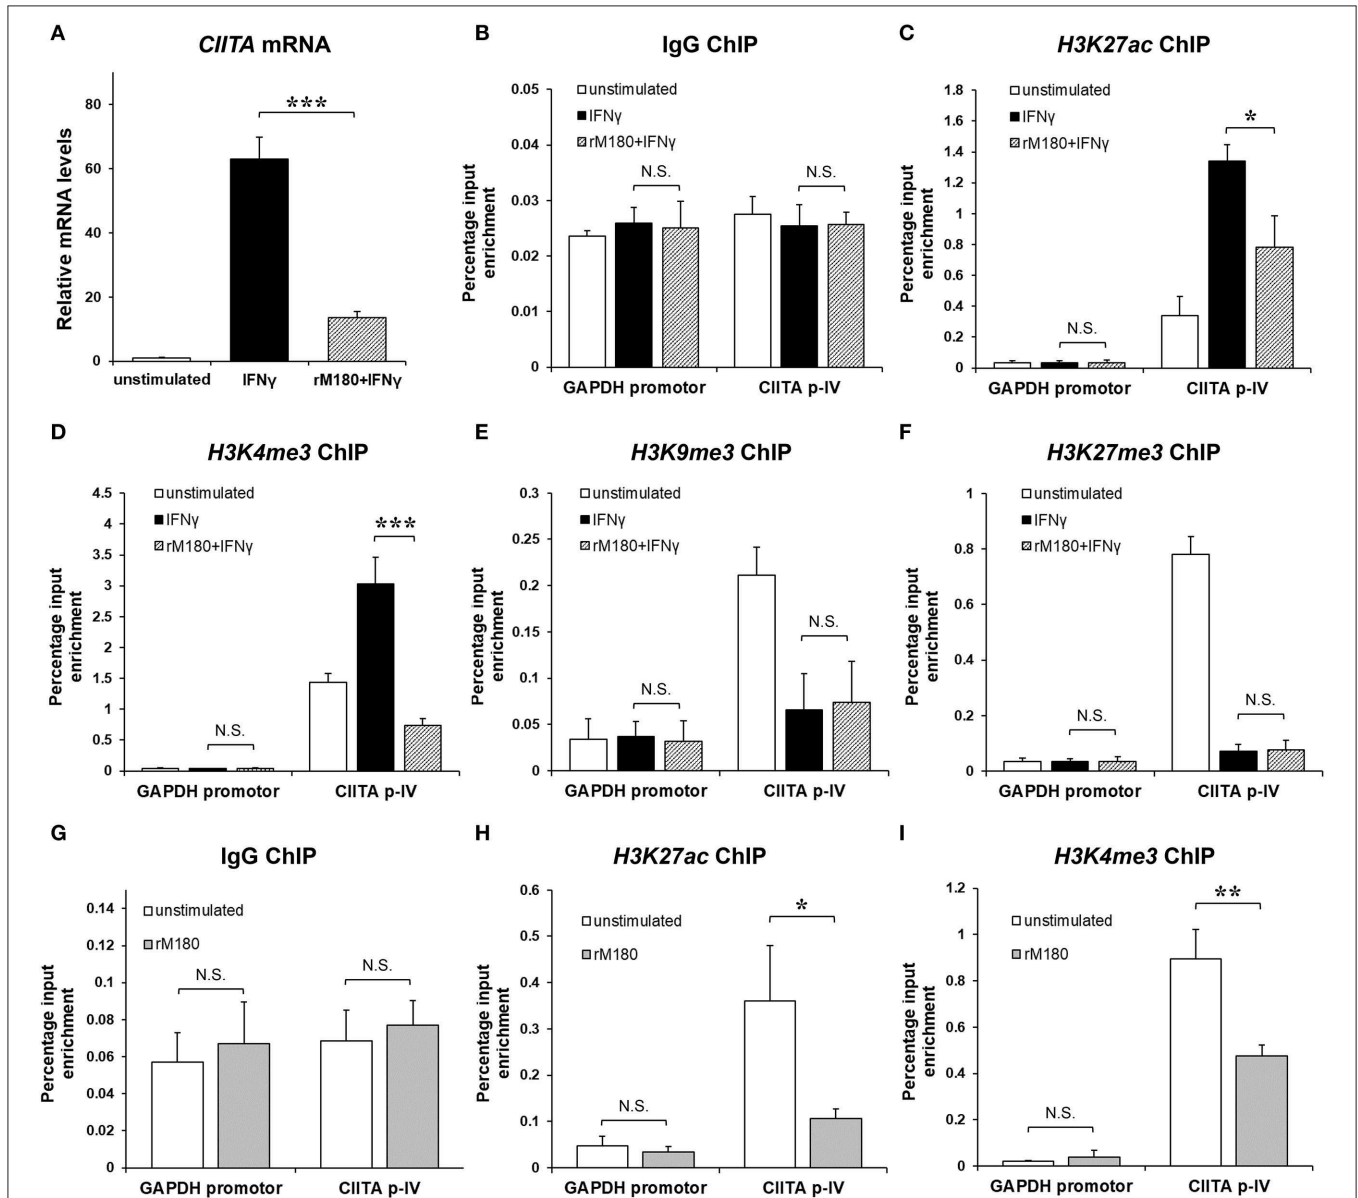 A
CIITA mRNA
Relative mRNA levels
80
60
40
20
0
***
unstimulated
IFNγ
rM180+IFNγ
B
IgG ChIP
Percentage input
enrichment
0.05
0.04
0.03
0.02
0.01
0
unstimulated
IFNγ
rM180+IFNγ
N.S.
N.S.
GAPDH promotor
CIITA p-IV
C
H3K27ac ChIP
Percentage input
enrichment
1.8
1.6
1.4
1.2
1
0.8
0.6
0.4
0.2
0
unstimulated
IFNγ
rM180+IFNγ
*
N.S.
GAPDH promotor
CIITA p-IV
D
H3K4me3 ChIP
Percentage input
enrichment
4.5
4
3.5
3
2.5
2
1.5
1
0.5
0
unstimulated
IFNγ
rM180+IFNγ
***
N.S.
GAPDH promotor
CIITA p-IV
E
H3K9me3 ChIP
Percentage input
enrichment
0.3
0.25
0.2
0.15
0.1
0.05
0
unstimulated
IFNγ
rM180+IFNγ
N.S.
N.S.
GAPDH promotor
CIITA p-IV
F
H3K27me3 ChIP
Percentage input
enrichment
1
0.8
0.6
0.4
0.2
0
unstimulated
IFNγ
rM180+IFNγ
N.S.
N.S.
GAPDH promotor
CIITA p-IV
G
IgG ChIP
Percentage input
enrichment
0.14
0.12
0.1
0.08
0.06
0.04
0.02
0
unstimulated
rM180
N.S.
N.S.
GAPDH promotor
CIITA p-IV
H
H3K27ac ChIP
Percentage input
enrichment
0.6
0.5
0.4
0.3
0.2
0.1
0
unstimulated
rM180
*
N.S.
GAPDH promotor
CIITA p-IV
I
H3K4me3 ChIP
Percentage input
enrichment
1.2
1
0.8
0.6
0.4
0.2
0
unstimulated
rM180
**
N.S.
GAPDH promotor
CIITA p-IV